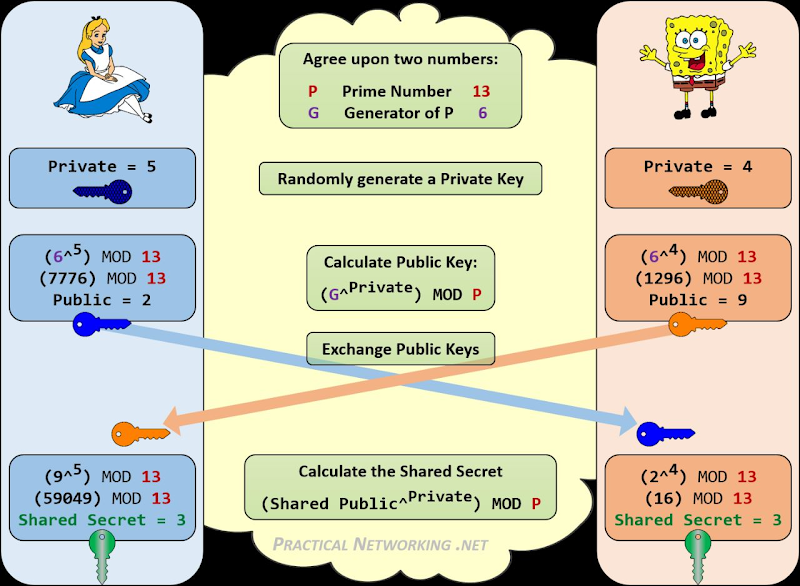 Agree upon two numbers:
P Prime Number 13
G Generator of P 6
Private = 5
Randomly generate a Private Key
Private = 4
(6^5) MOD 13
(7776) MOD 13
Public = 2
Calculate Public Key:
(G^Private) MOD P
(6^4) MOD 13
(1296) MOD 13
Public = 9
Exchange Public Keys
(9^5) MOD 13
(59049) MOD 13
Shared Secret = 3
Calculate the Shared Secret
(Shared Public^Private) MOD P
(2^4) MOD 13
(16) MOD 13
Shared Secret = 3
PRACTICAL NETWORKING .NET